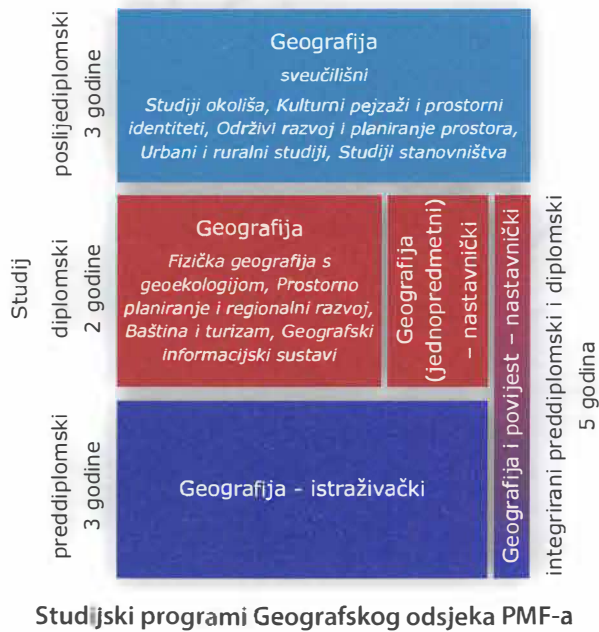 Studij
poslijediplomski
3 godine
Geografija
sveučilišni
Studiji okoliša, Kulturni pejzaži i prostorni
identiteti, Održivi razvoj i planiranje prostora,
Urbani i ruralni studiji, Studiji stanovništva
diplomski
2 godine
Geografija
Fizička geografija s
geoekologijom, Prostorno
planiranje i regionalni razvoj,
Baština i turizam, Geografski
informacijski sustavi
Geografija
(jednopredmetni)
– nastavnički
preddiplomski
3 godine
Geografija - istraživački
Geografija i povijest – nastavnički
integrirani preddiplomski i diplomski
5 godina
Studijski programi Geografskog odsjeka PMF-a